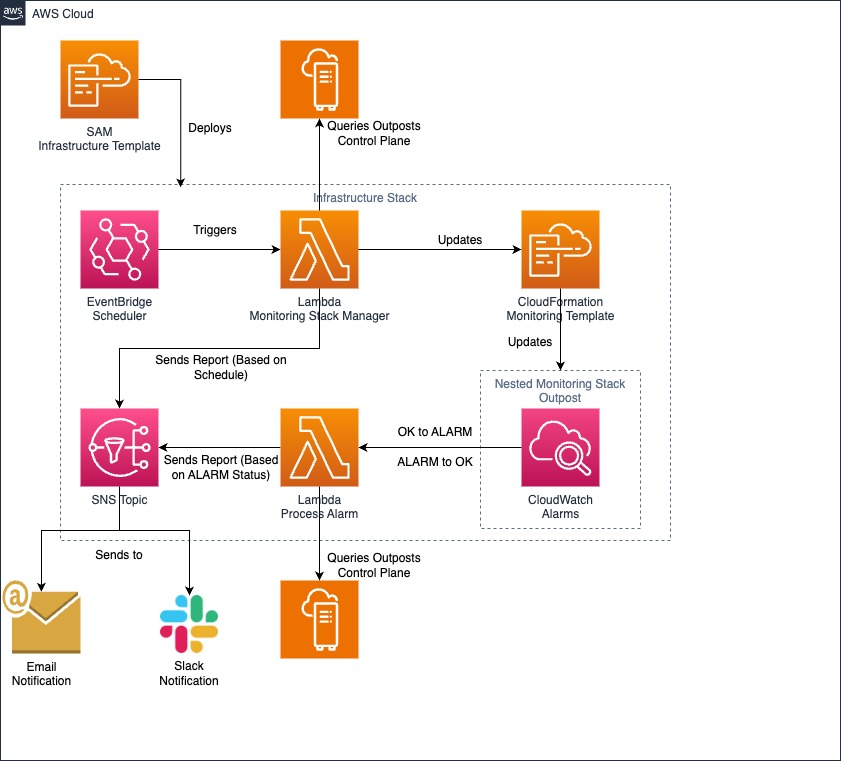 aws
AWS Cloud
SAM
Infrastructure Template
Deploys
Queries Outposts
Control Plane
Infrastructure Stack
EventBridge
Scheduler
Triggers
Lambda
Monitoring Stack Manager
Updates
CloudFormation
Monitoring Template
Updates
Sends Report (Based on
Schedule)
Nested Monitoring Stack
Outpost
SNS Topic
Sends Report (Based
on ALARM Status)
Lambda
Process Alarm
OK to ALARM
ALARM to OK
CloudWatch
Alarms
Sends to
Queries Outposts
Control Plane
@
Email
Notification
Slack
Notification